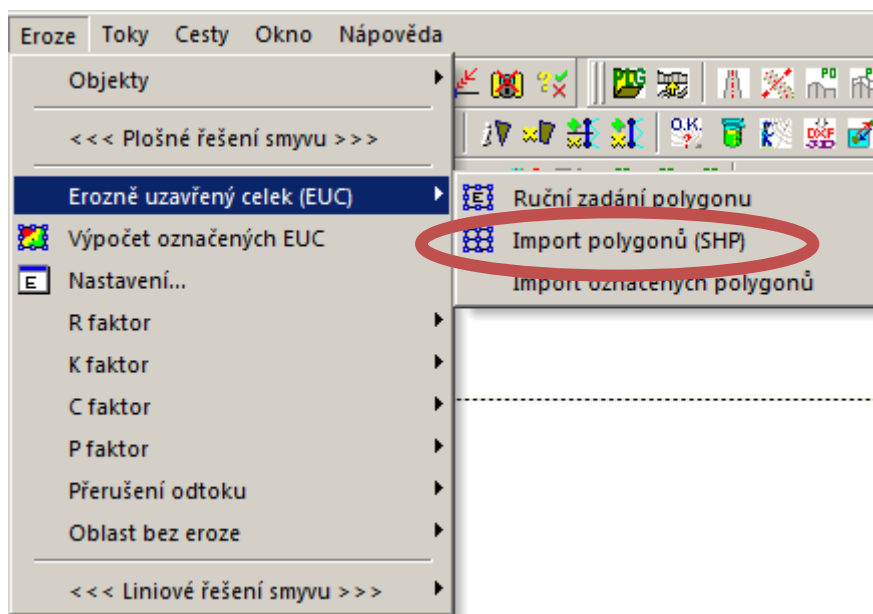 Eroze Toky Cesty Okno Nápověda
Objekty
<<< Plošné řešení smyvu >>>
Erozně uzavřený celek (EUC)
Výpočet označených EUC
Nastavení...
R faktor
K faktor
C faktor
P faktor
Přerušení odtoku
Oblast bez eroze
<<< Liniové řešení smyvu >>>
Ruční zadání polygonu
Import polygonů (SHP)
Import označených polygonů
O.K.
DXF